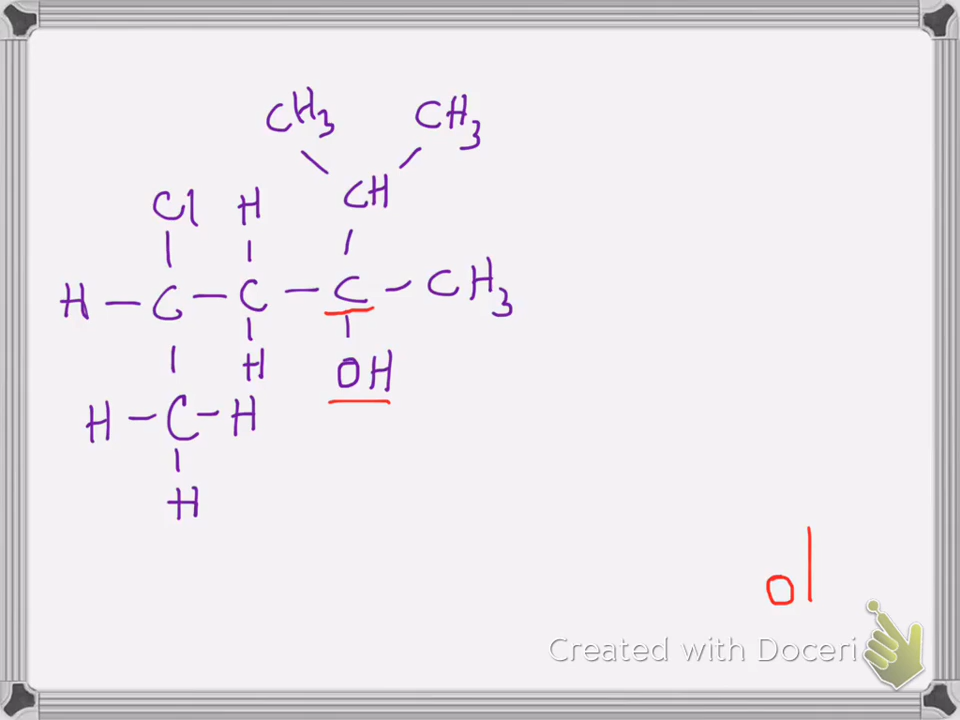 CH3 CH3
Cl H CH
H - C - C - C - CH3
H OH
H - C - H
H
ol
Created with Doceri